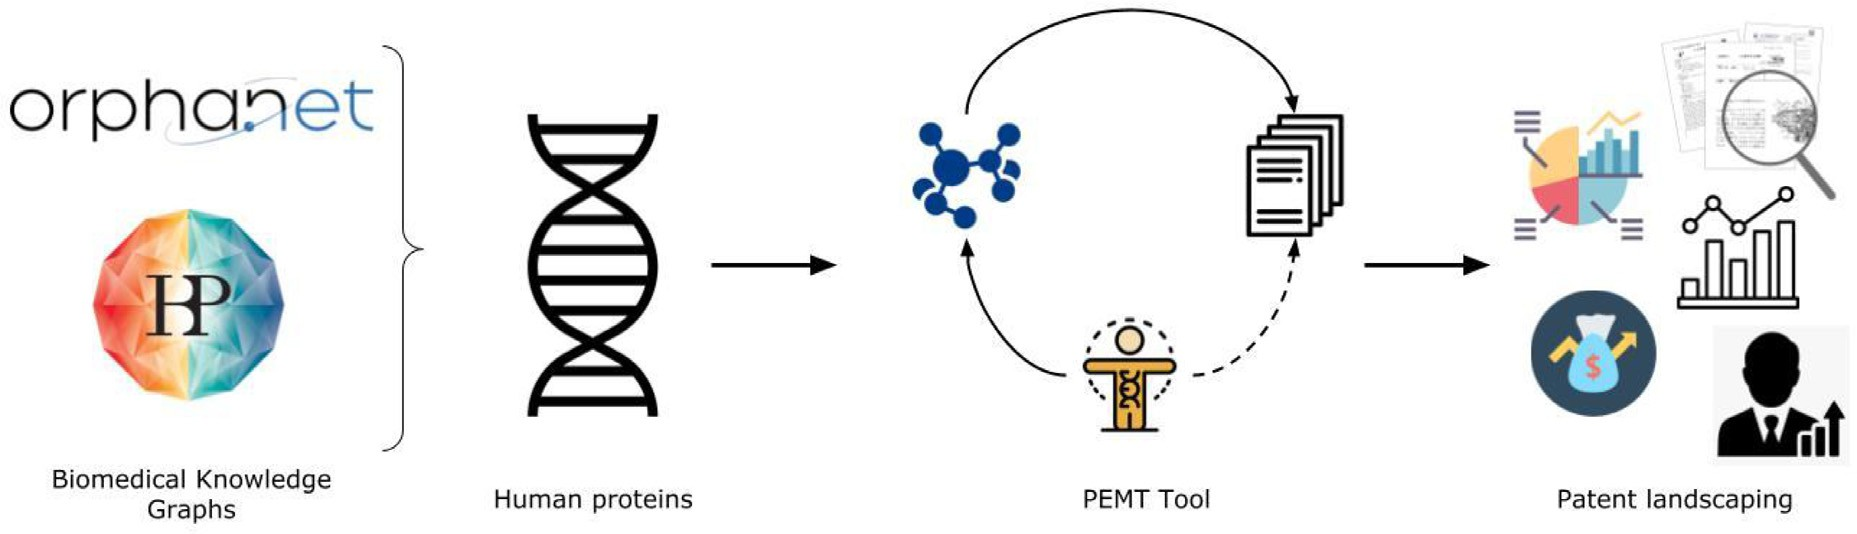 orphanet
HP
$
Biomedical Knowledge
Graphs
Human proteins
PEMT Tool
Patent landscaping